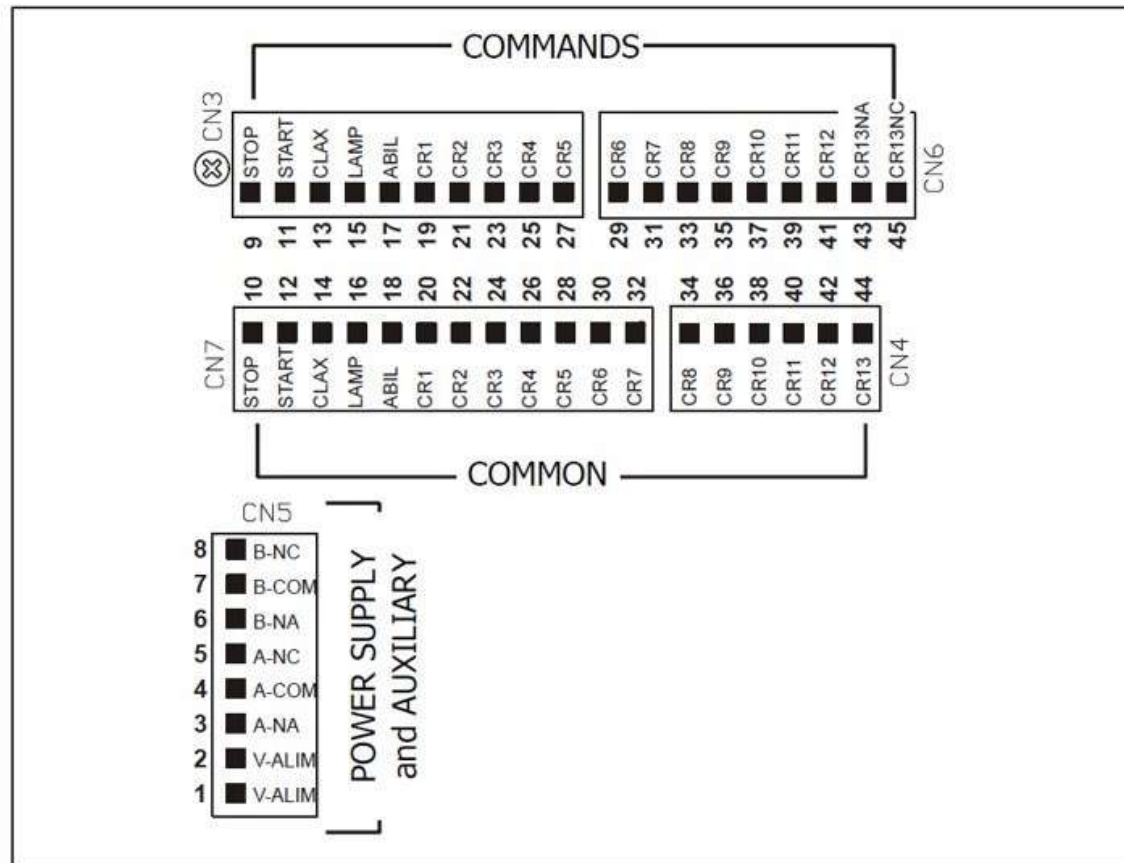 COMMANDS
CN3
STOP
START
CLAX
LAMP
ABIL
CR1
CR2
CR3
CR4
CR5
CR6
CR7
CR8
CR9
CR10
CR11
CR12
CR13NA
CR13NC
CN6
9 11 13 15 17 19 21 23 25 27 29 31 33 35 37 39 41 43 45
10 12 14 16 18 20 22 24 26 28 30 32 34 36 38 40 42 44
CN7
STOP
START
CLAX
LAMP
ABIL
CR1
CR2
CR3
CR4
CR5
CR6
CR7
CR8
CR9
CR10
CR11
CR12
CR13
CN4
COMMON
CN5
8 B-NC
7 B-COM
6 B-NA
5 A-NC
4 A-COM
3 A-NA
2 V-ALIM
1 V-ALIM
POWER SUPPLY
and AUXILIARY